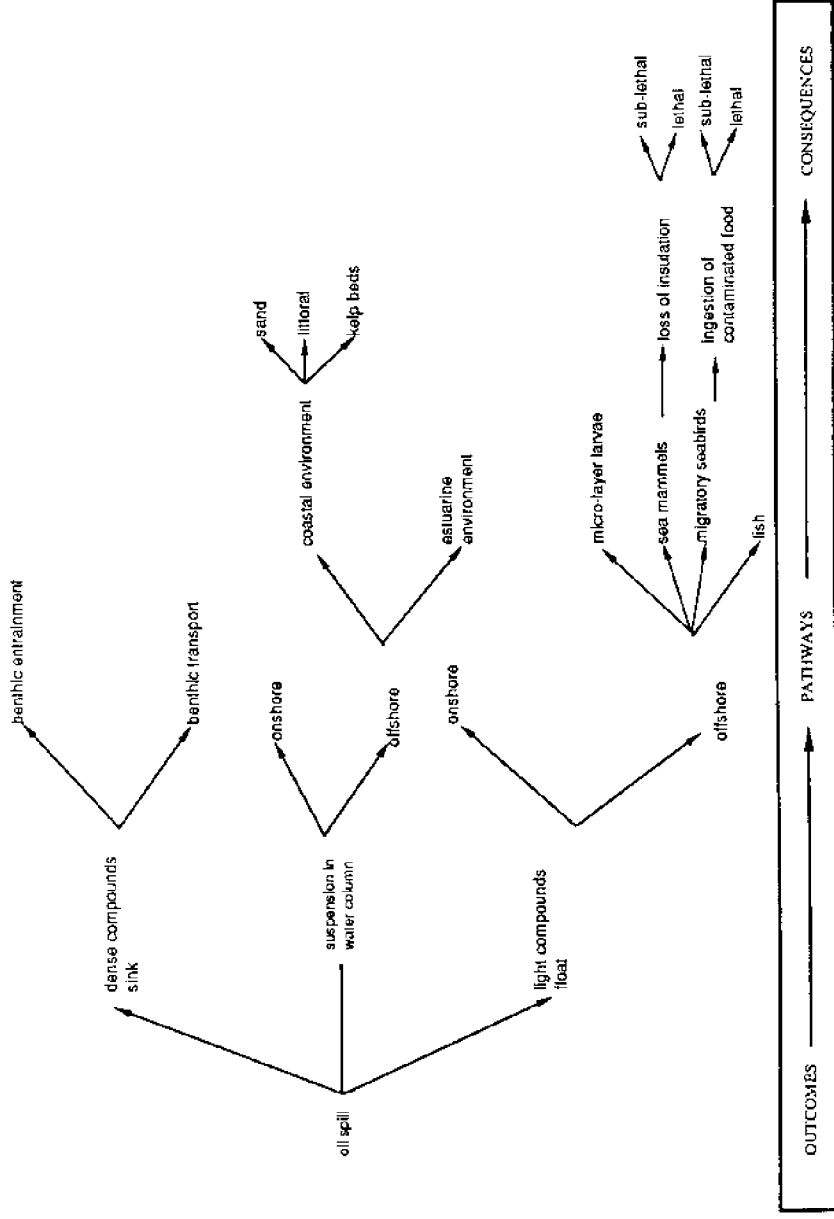 oil spill
dense compounds
sink
suspension in
water column
light compounds
float
benthic entrainment
benthic transport
onshore
offshore
onshore
offshore
coastal environment
estuarine
environment
sand
littoral
kelp beds
micro-layer larvae
sea mammels
migratory seabirds
fish
loss of insulation
ingestion of
contaminated food
sub-lethal
lethal
sub-lethal
lethal
OUTCOMES
PATHWAYS
CONSEQUENCES